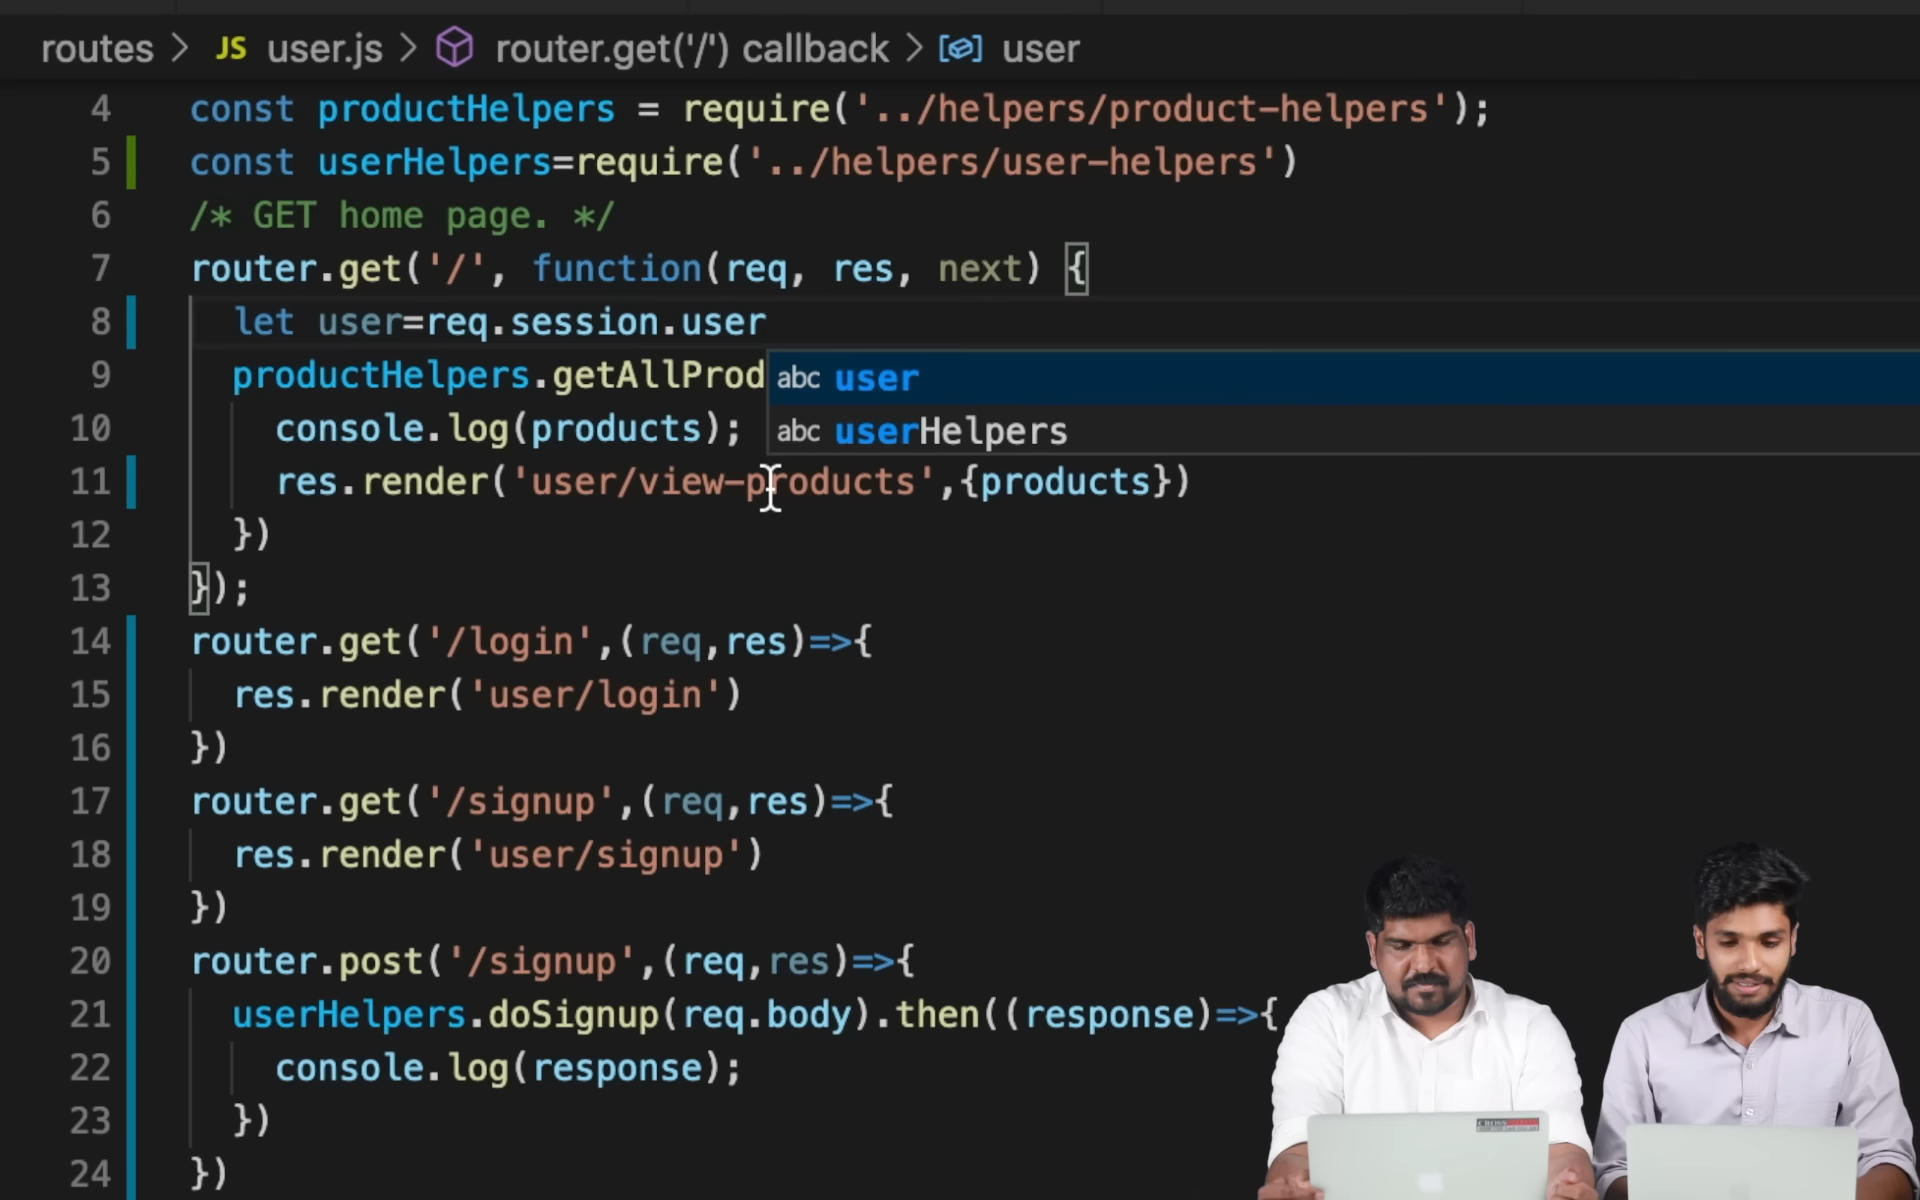 routes > JS user.js > router.get('/') callback > user
4 const productHelpers = require('../helpers/product-helpers');
5 const userHelpers=require('../helpers/user-helpers')
6 /* GET home page. */
7 router.get('/', function(req, res, next) {
8 let user=req.session.user
9 productHelpers.getAllProd
abc user
10 console.log(products);
abc userHelpers
11 res.render('user/view-products',{products})
12 })
13 });
14 router.get('/login',(req,res)=>{
15 res.render('user/login')
16 })
17 router.get('/signup',(req,res)=>{
18 res.render('user/signup')
19 })
20 router.post('/signup',(req,res)=>{
21 userHelpers.doSignup(req.body).then((response)=>{
22 console.log(response);
23 })
24 })